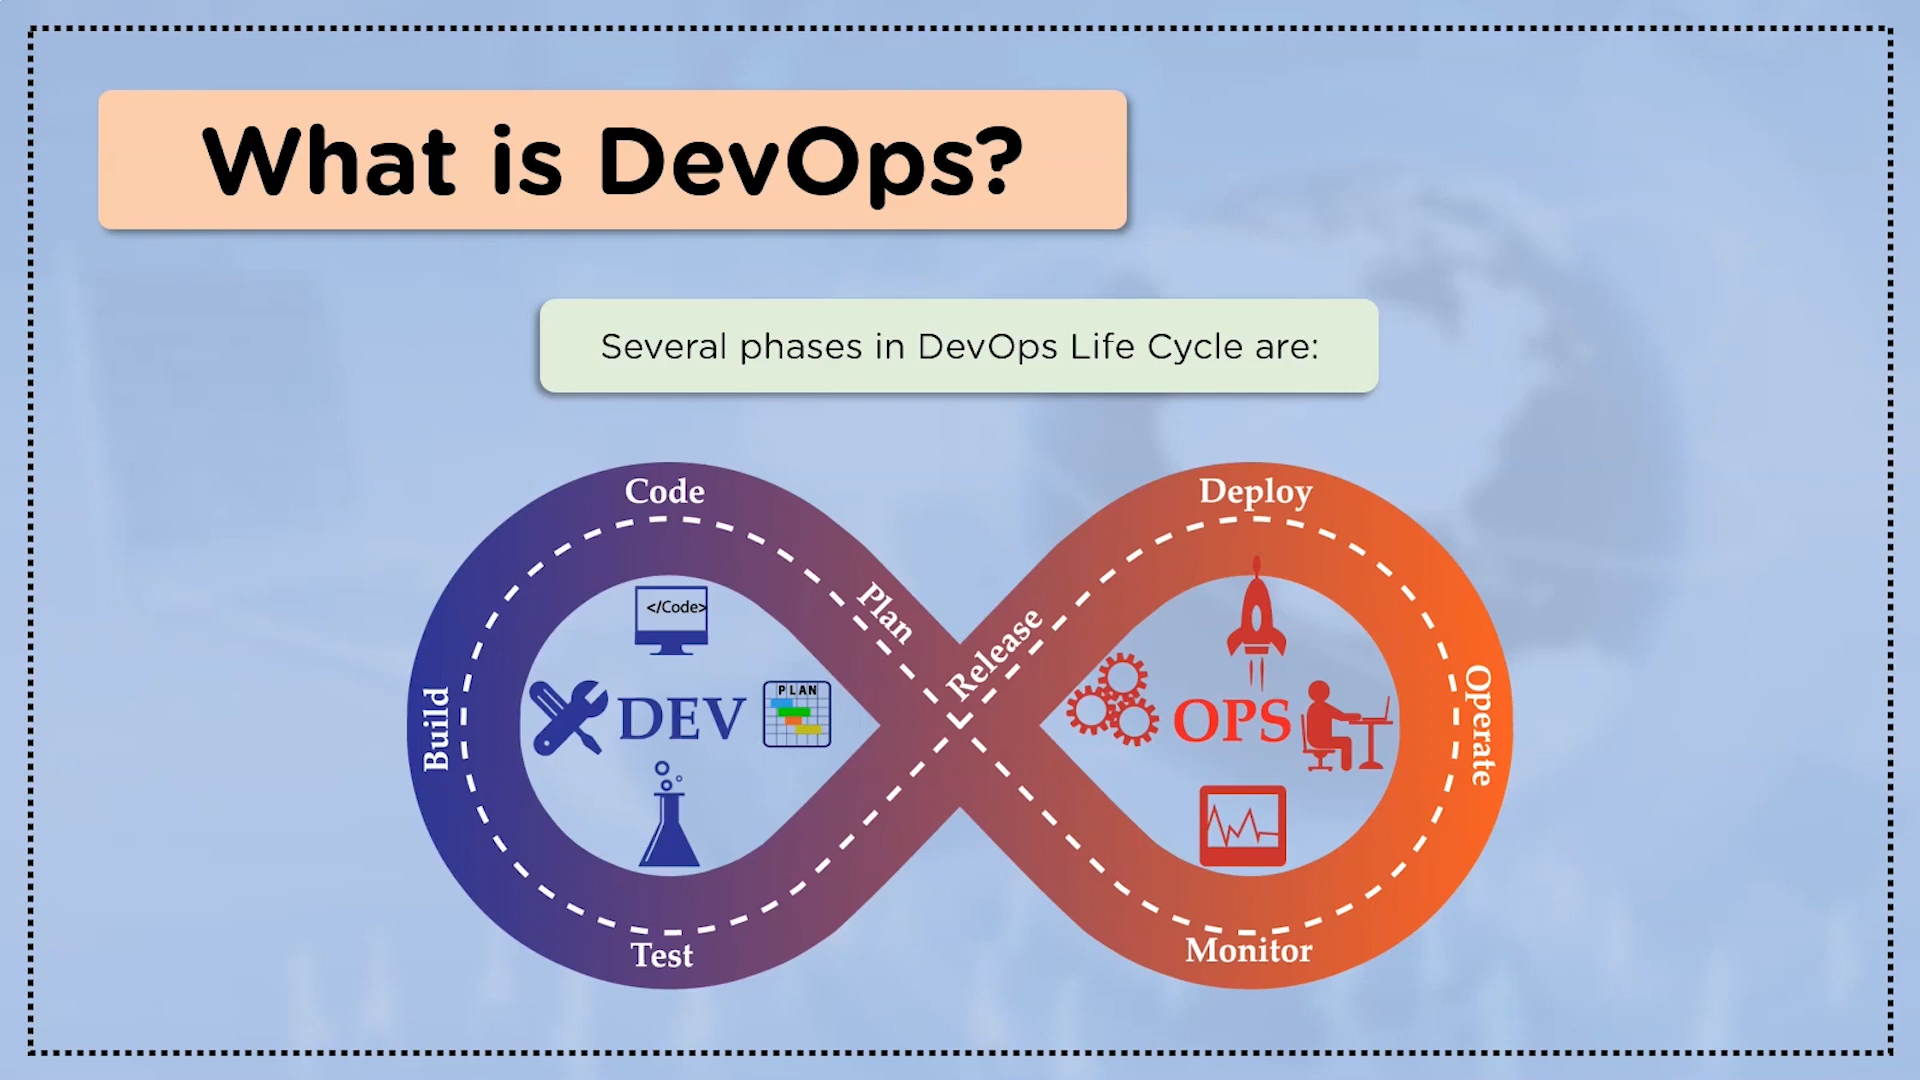 What is DevOps?
Several phases in DevOps Life Cycle are:
Code
Plan
Build
Test
</Code>
DEV
PLAN
Release
Deploy
Operate
Monitor
OPS